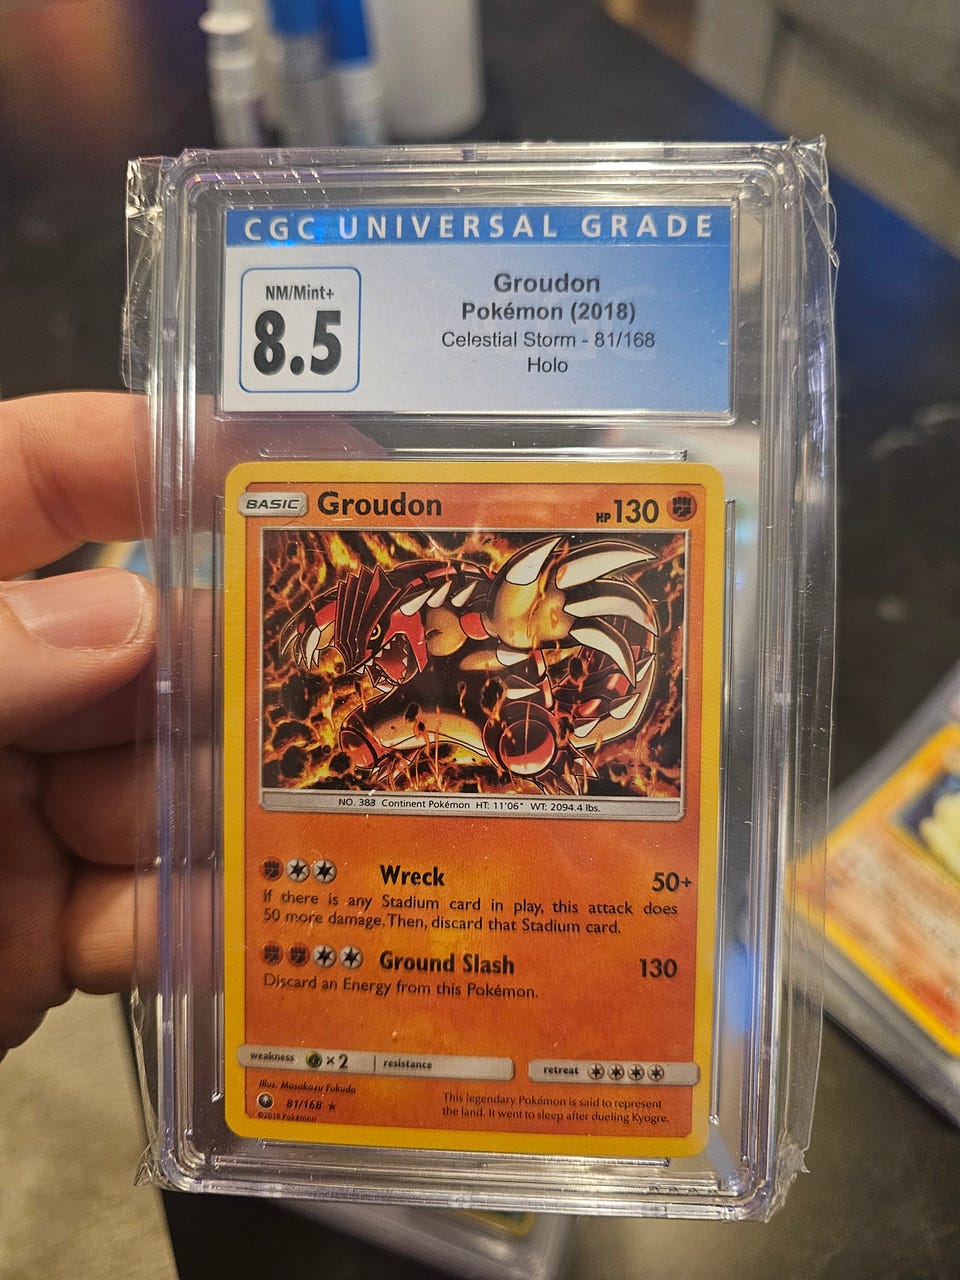 CGC UNIVERSAL GRADE
NM/Mint+
8.5
Groudon
Pokémon (2018)
Celestial Storm - 81/168
Holo
BASIC Groudon HP 130
NO. 383 Continent Pokémon HT: 11'06" WT: 2094.4 lbs.
Wreck 50+
If there is any Stadium card in play, this attack does
50 more damage. Then, discard that Stadium card.
Ground Slash 130
Discard an Energy from this Pokémon.
weakness ×2 resistance retreat
Illus. Masakazu Fukuda
81/168 ★
©2018 Pokémon
This legendary Pokémon is said to represent
the land. It went to sleep after dueling Kyogre.